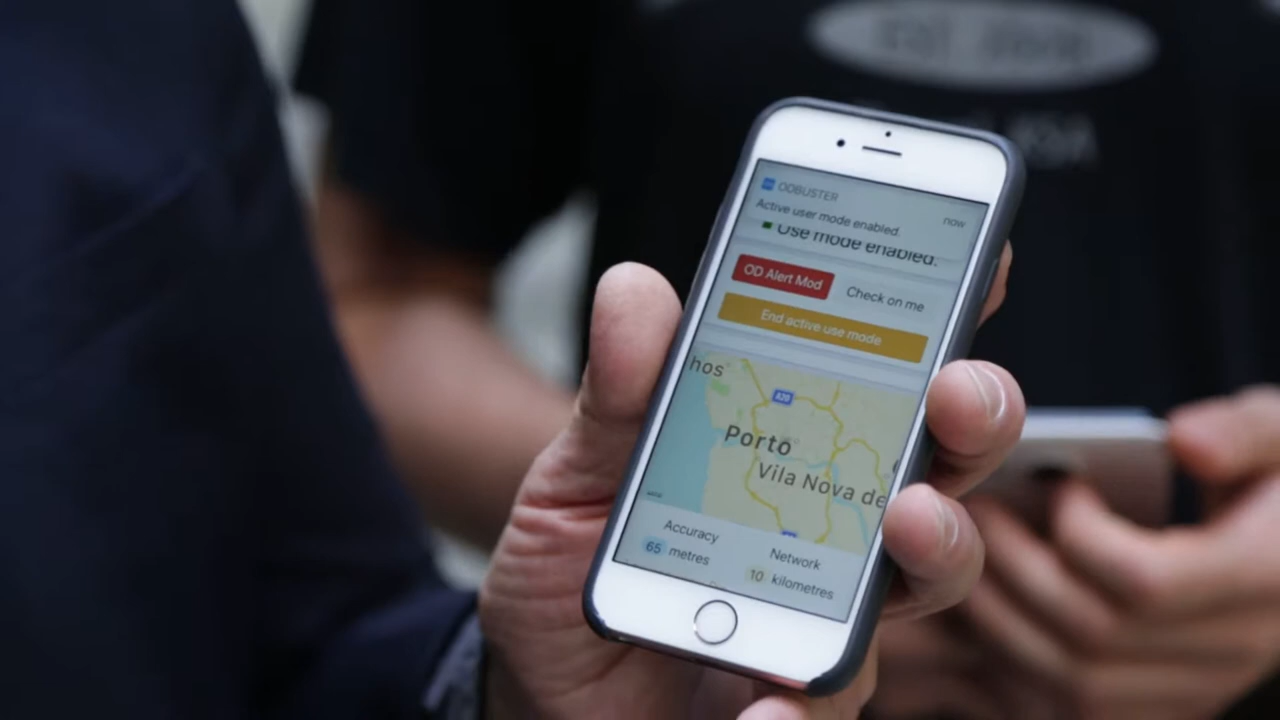 ODBUSTER
now
Active user mode enabled.
Use mode enabled.
OD Alert Mod
Check on me
End active use mode
hos
A20
Porto
Vila Nova de
Accuracy
Network
65 metres
10 kilometres